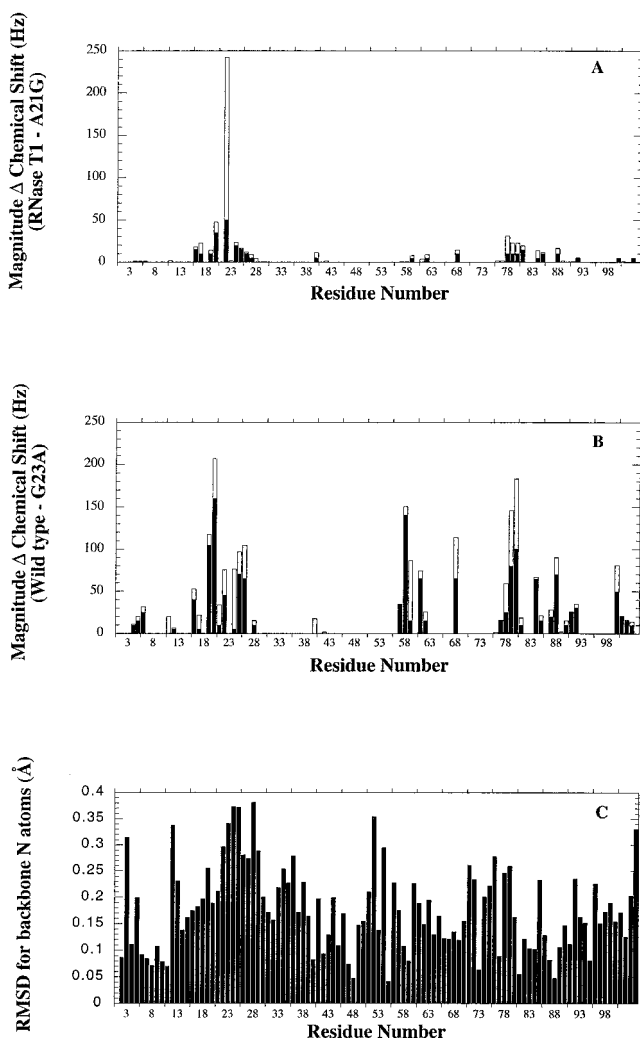 Magnitude Δ Chemical Shift (Hz)
(RNase T1 - A21G)
250
200
150
100
50
0
A
3 8 13 18 23 28 33 38 43 48 53 58 63 68 73 78 83 88 93 98
Residue Number
Magnitude Δ Chemical Shift (Hz)
(Wild type - G23A)
250
200
150
100
50
0
B
3 8 13 18 23 28 33 38 43 48 53 58 63 68 73 78 83 88 93 98
Residue Number
RMSD for backbone N atoms (Å)
0.4
0.35
0.3
0.25
0.2
0.15
0.1
0.05
0
C
3 8 13 18 23 28 33 38 43 48 53 58 63 68 73 78 83 88 93 98
Residue Number